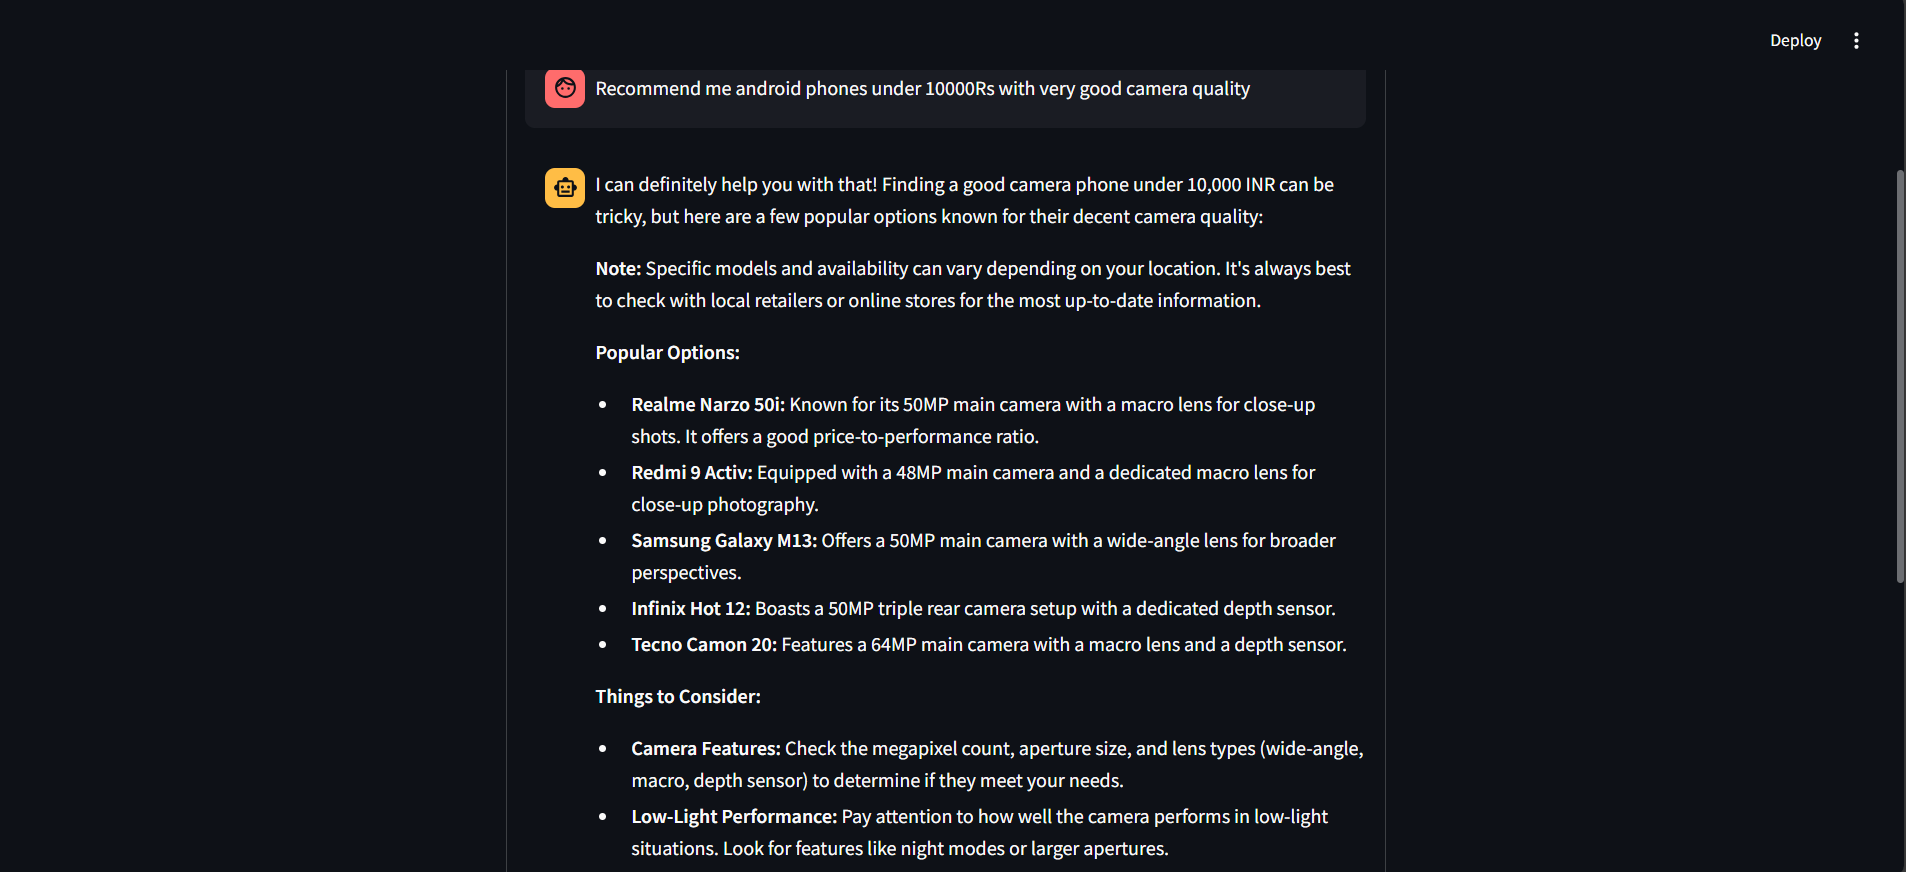 Deploy
Recommend me android phones under 10000Rs with very good camera quality
I can definitely help you with that! Finding a good camera phone under 10,000 INR can be
tricky, but here are a few popular options known for their decent camera quality:
Note: Specific models and availability can vary depending on your location. It's always best
to check with local retailers or online stores for the most up-to-date information.
Popular Options:
• Realme Narzo 50i: Known for its 50MP main camera with a macro lens for close-up
shots. It offers a good price-to-performance ratio.
• Redmi 9 Activ: Equipped with a 48MP main camera and a dedicated macro lens for
close-up photography.
• Samsung Galaxy M13: Offers a 50MP main camera with a wide-angle lens for broader
perspectives.
• Infinix Hot 12: Boasts a 50MP triple rear camera setup with a dedicated depth sensor.
• Tecno Camon 20: Features a 64MP main camera with a macro lens and a depth sensor.
Things to Consider:
• Camera Features: Check the megapixel count, aperture size, and lens types (wide-angle,
macro, depth sensor) to determine if they meet your needs.
• Low-Light Performance: Pay attention to how well the camera performs in low-light
situations. Look for features like night modes or larger apertures.